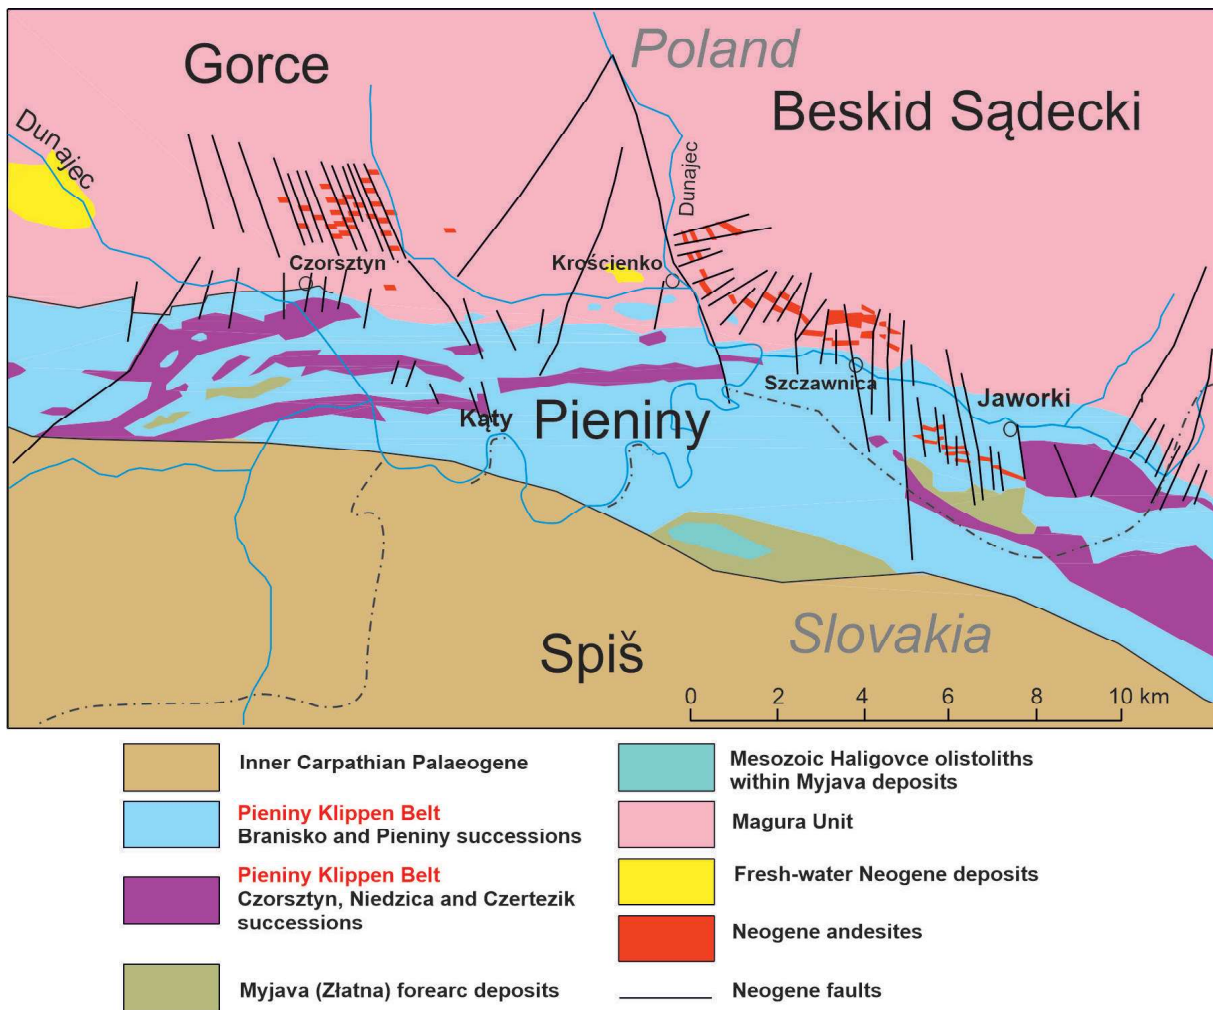 Gorce
Poland
Beskid Sądecki
Dunajec
Dunajec
Czorsztyn
Krościenko
Szczawnica
Jaworki
Kąty
Pieniny
Spiš
Slovakia
0 2 4 6 8 10 km
Inner Carpathian Palaeogene
Pieniny Klippen Belt
Branisko and Pieniny successions
Pieniny Klippen Belt
Czorsztyn, Niedzica and Czertezik
successions
Myjava (Złatna) forearc deposits
Mesozoic Haligovce olistoliths
within Myjava deposits
Magura Unit
Fresh-water Neogene deposits
Neogene andesites
Neogene faults